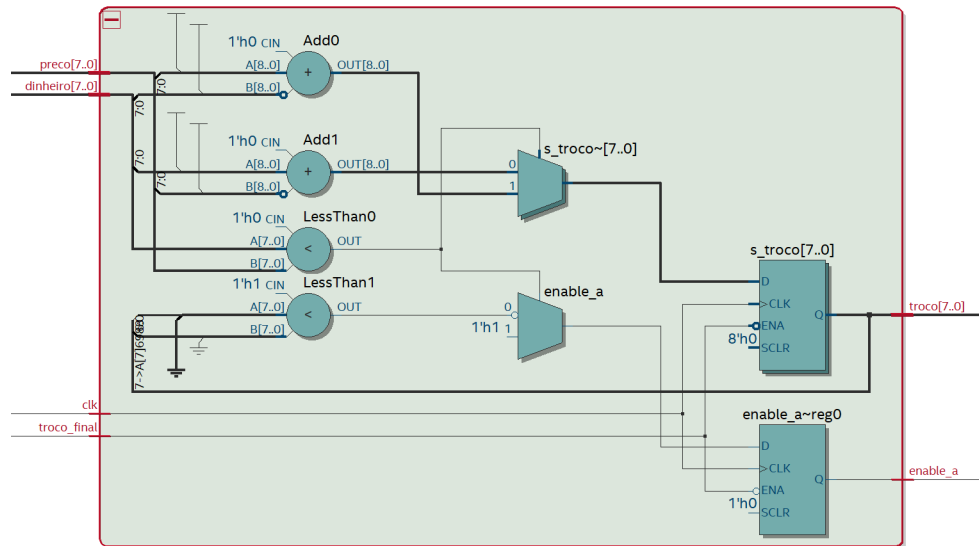 1'h0 CIN
Add0
preco[7..0]
A[8..0]
+
OUT[8..0]
dinheiro[7..0]
7:0
B[8..0]
7:0
1'h0 CIN
Add1
s_troco~[7..0]
7:0
A[8..0]
+
OUT[8..0]
0
7:0
B[8..0]
1
1'h0 CIN
LessThan0
A[7..0]
<
OUT
B[7..0]
s_troco[7..0]
1'h1 CIN
LessThan1
D
enable_a
A[7..0]
<
OUT
0
>CLK
troco[7..0]
Q
B[7..0]
1'h1
1
ENA
8'h0
SCLR
clk
troco_final
enable_a~reg0
D
>CLK
Q
enable_a
ENA
1'h0
SCLR